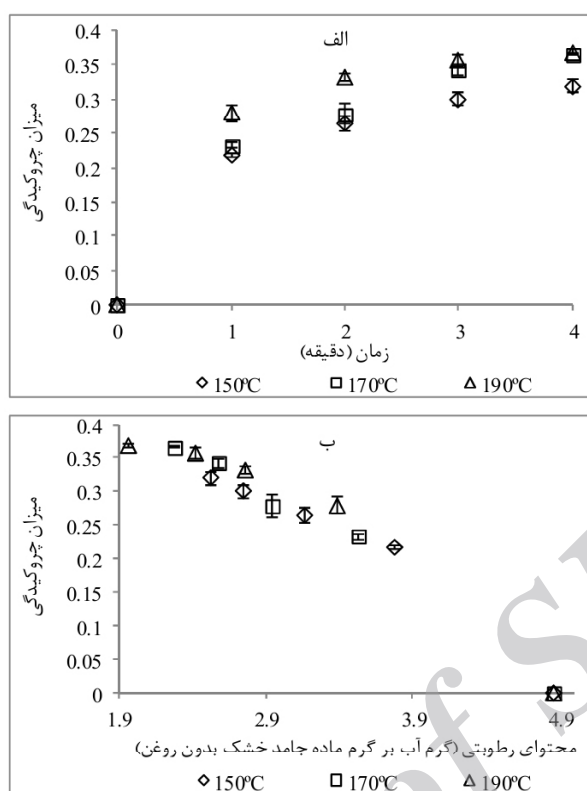 الف
0.4
0.35
0.3
0.25
0.2
0.15
0.1
0.05
0
میزان چروکیدگی
0 1 2 3 4
زمان (دقیقه)
150ºC 170ºC 190ºC
ب
0.4
0.35
0.3
0.25
0.2
0.15
0.1
0.05
0
میزان چروکیدگی
1.9 2.9 3.9 4.9
محتوای رطوبتی (گرم آب بر گرم ماده جامد خشک بدون روغن)
150ºC 170ºC 190ºC
of S